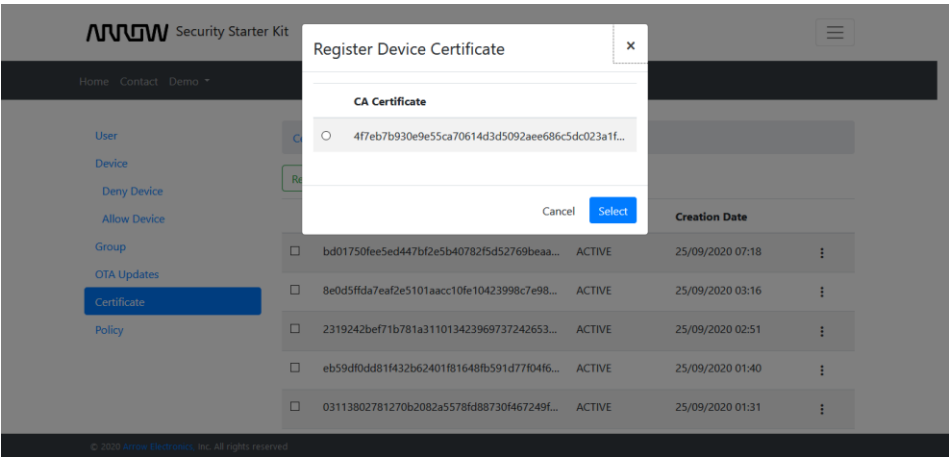 ARROW Security Starter Kit
Register Device Certificate ×
Home Contact Demo
CA Certificate
4f7eb7b930e9e55ca70614d3d5092aee686c5dc023a1f...
Cancel Select
User
Device
Deny Device
Allow Device
Group
OTA Updates
Certificate
Policy
Creation Date
bd01750fee5ed447bf2e5b40782f5d52769beaa... ACTIVE 25/09/2020 07:18
8e0d5ffda7eaf2e5101aacc10fe10423998c7e98... ACTIVE 25/09/2020 03:16
2319242bef71b781a311013423969737242653... ACTIVE 25/09/2020 02:51
eb59df0dd81f432b62401f81648fb591d77f04f6... ACTIVE 25/09/2020 01:40
03113802781270b2082a5578fd88730f467249f... ACTIVE 25/09/2020 01:31
© 2020 Arrow Electronics, Inc. All rights reserved